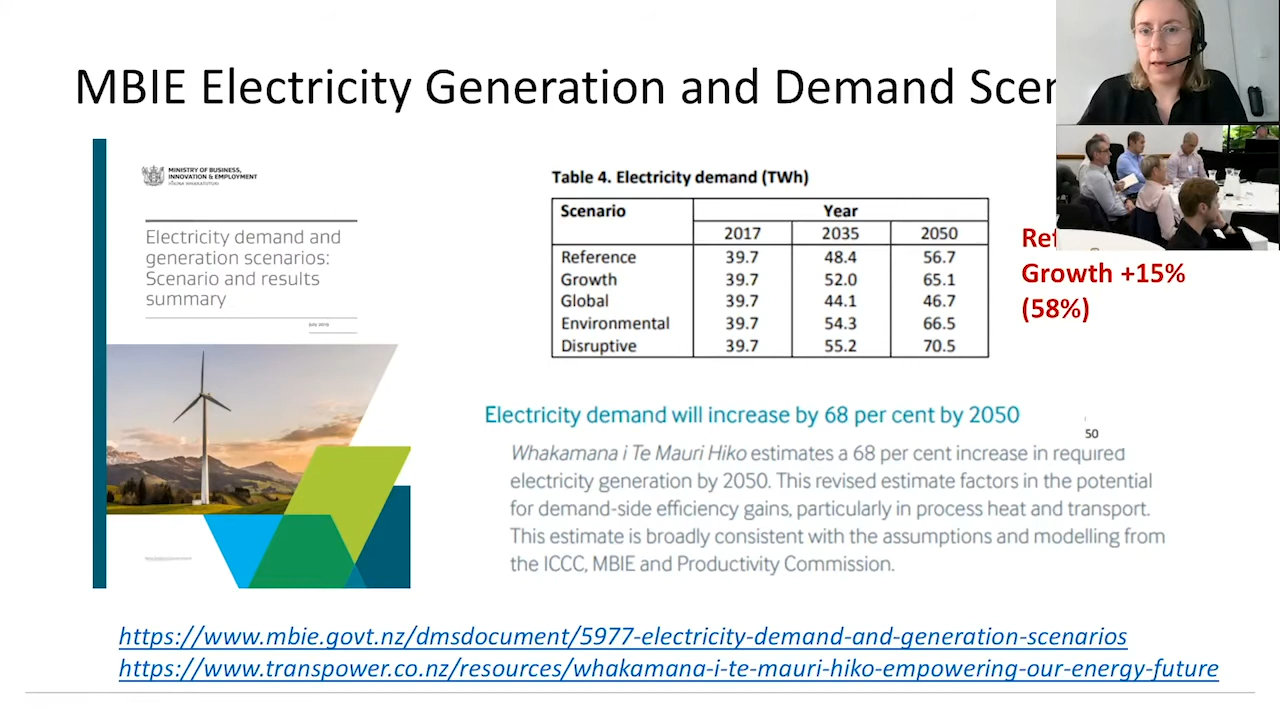 MBIE Electricity Generation and Demand Scen
MINISTRY OF BUSINESS,
INNOVATION & EMPLOYMENT
HĪKINA WHAKATUTUKI
Electricity demand and
generation scenarios:
Scenario and results
summary
July 2019
Table 4. Electricity demand (TWh)
Scenario Year
2017 2035 2050
Reference 39.7 48.4 56.7
Growth 39.7 52.0 65.1
Global 39.7 44.1 46.7
Environmental 39.7 54.3 66.5
Disruptive 39.7 55.2 70.5
Ref
Growth +15%
(58%)
Electricity demand will increase by 68 per cent by 2050
50
Whakamana i Te Mauri Hiko estimates a 68 per cent increase in required
electricity generation by 2050. This revised estimate factors in the potential
for demand-side efficiency gains, particularly in process heat and transport.
This estimate is broadly consistent with the assumptions and modelling from
the ICCC, MBIE and Productivity Commission.
https://www.mbie.govt.nz/dmsdocument/5977-electricity-demand-and-generation-scenarios
https://www.transpower.co.nz/resources/whakamana-i-te-mauri-hiko-empowering-our-energy-future